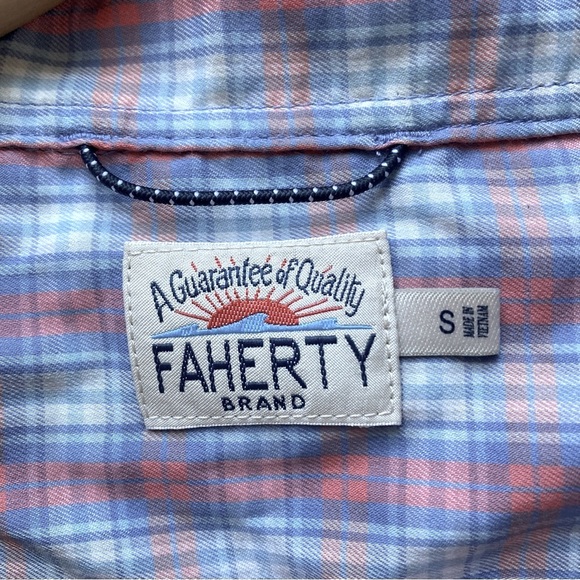 A Guarantee of Quality
FAHERTY
BRAND
S
MADE IN
VIETNAM